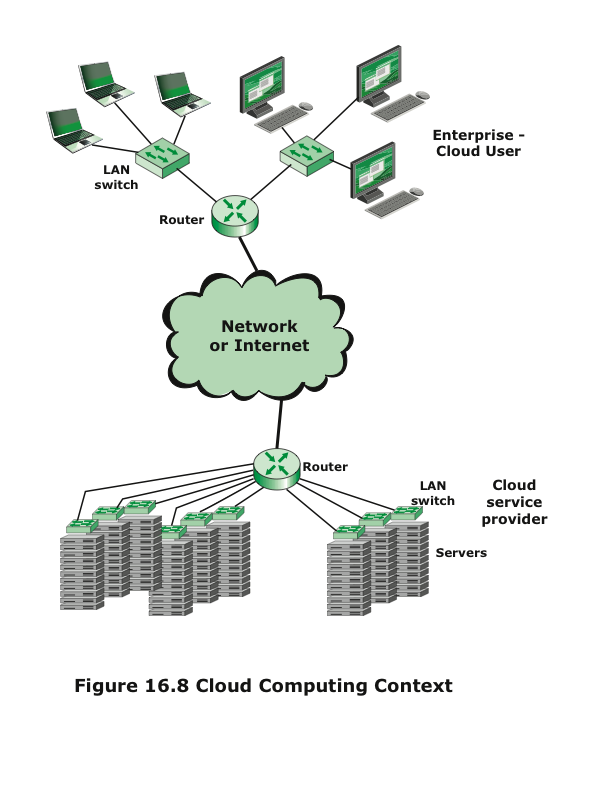 Enterprise -
Cloud User
LAN
switch
Router
Network
or Internet
Router
LAN
switch
Cloud
service
provider
Servers
Figure 16.8 Cloud Computing Context